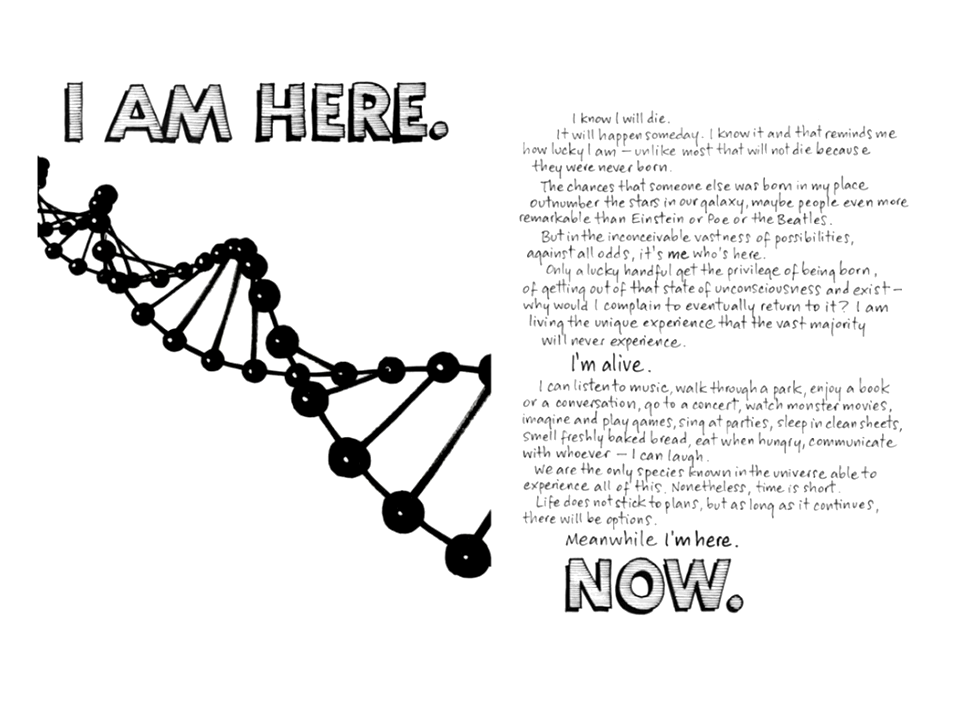 I AM HERE.
I know I will die.
It will happen someday. I know it and that reminds me
how lucky I am – unlike most that will not die because
they were never born.
The chances that someone else was born in my place
outnumber the stars in our galaxy, maybe people even more
remarkable than Einstein or Poe or the Beatles.
But in the inconceivable vastness of possibilities,
against all odds, it's me who's here.
Only a lucky handful get the privilege of being born,
of getting out of that state of unconsciousness and exist –
why would I complain to eventually return to it? I am
living the unique experience that the vast majority
will never experience.
I'm alive.
I can listen to music, walk through a park, enjoy a book
or a conversation, go to a concert, watch monster movies,
imagine and play games, sing at parties, sleep in clean sheets,
smell freshly baked bread, eat when hungry, communicate
with whoever – I can laugh.
We are the only species known in the universe able to
experience all of this. Nonetheless, time is short.
Life does not stick to plans, but as long as it continues,
there will be options.
Meanwhile I'm here.
NOW.